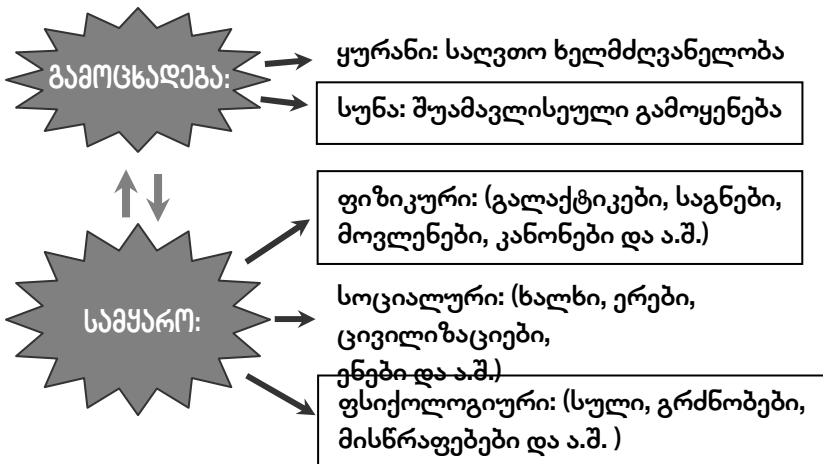 გამოცხადება:
ყურანი: საღვთო ხელმძღვანელობა
სუნა: შუამავლისეული გამოყენება
სამყარო:
ფიზიკური: (გალაქტიკები, საგნები,
მოვლენები, კანონები და ა.შ.)
სოციალური: (ხალხი, ერები,
ცივილიზაციები,
ენები და ა.შ.)
ფსიქოლოგიური: (სული, გრძნობები,
მისწრაფებები და ა.შ. )